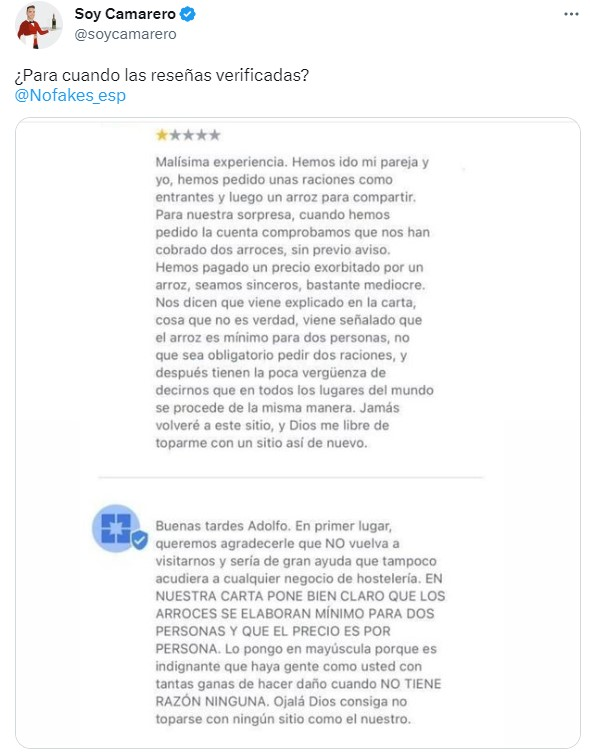 Soy Camarero
@soycamarero
¿Para cuando las reseñas verificadas?
@Nofakes_esp
Malísima experiencia. Hemos ido mi pareja y
yo, hemos pedido unas raciones como
entrantes y luego un arroz para compartir.
Para nuestra sorpresa, cuando hemos
pedido la cuenta comprobamos que nos han
cobrado dos arroces, sin previo aviso.
Hemos pagado un precio exorbitado por un
arroz, seamos sinceros, bastante mediocre.
Nos dicen que viene explicado en la carta,
cosa que no es verdad, viene señalado que
el arroz es mínimo para dos personas, no
que sea obligatorio pedir dos raciones, y
después tienen la poca vergüenza de
decirnos que en todos los lugares del mundo
se procede de la misma manera. Jamás
volveré a este sitio, y Dios me libre de
toparme con un sitio así de nuevo.
Buenas tardes Adolfo. En primer lugar,
queremos agradecerle que NO vuelva a
visitarnos y sería de gran ayuda que tampoco
acudiera a cualquier negocio de hostelería. EN
NUESTRA CARTA PONE BIEN CLARO QUE LOS
ARROCES SE ELABORAN MÍNIMO PARA DOS
PERSONAS Y QUE EL PRECIO ES POR
PERSONA. Lo pongo en mayúscula porque es
indignante que haya gente como usted con
tantas ganas de hacer daño cuando NO TIENE
RAZÓN NINGUNA. Ojalá Dios consiga no
toparse con ningún sitio como el nuestro.